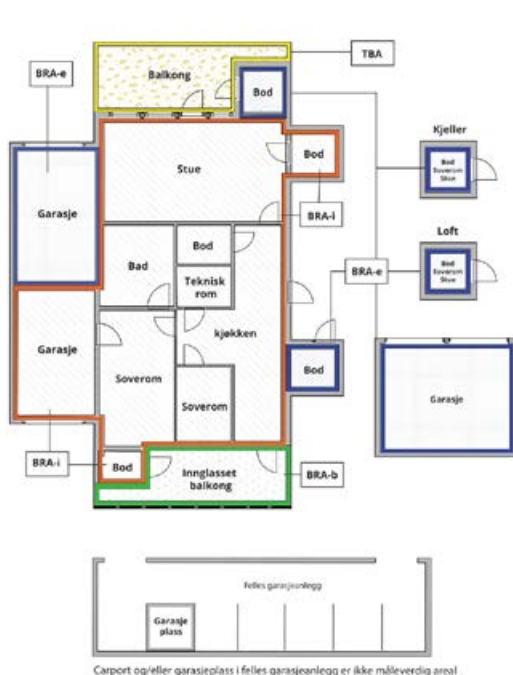 TBA
BRA-e
Balkong
Bod
Kjeller
Stue
Bod
Bod
Soverom
Stue
Garasje
BRA-i
Loft
Bod
Bad
Teknisk
rom
BRA-e
Bod
Soverom
Stue
Garasje
kjøkken
Soverom
Bod
Garasje
Soverom
BRA-i
Bod
Innglasset
balkong
BRA-b
Felles garasjeanlegg
Garasje
plass
Carport og/eller garasjeplass i felles garasjeanlegg er ikke måleverdig areal